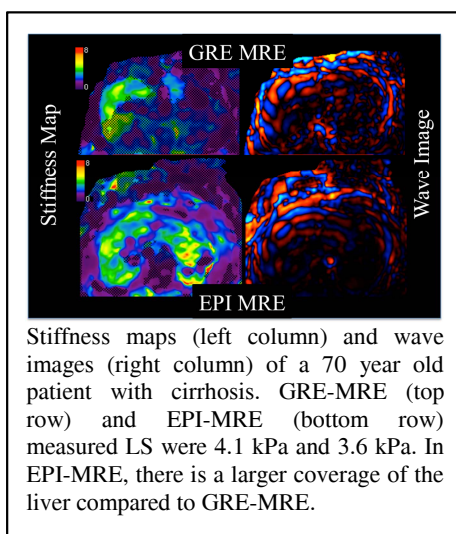 GRE MRE
8
0
Stiffness Map
Wave Image
8
0
EPI MRE
Stiffness maps (left column) and wave
images (right column) of a 70 year old
patient with cirrhosis. GRE-MRE (top
row) and EPI-MRE (bottom row)
measured LS were 4.1 kPa and 3.6 kPa. In
EPI-MRE, there is a larger coverage of the
liver compared to GRE-MRE.